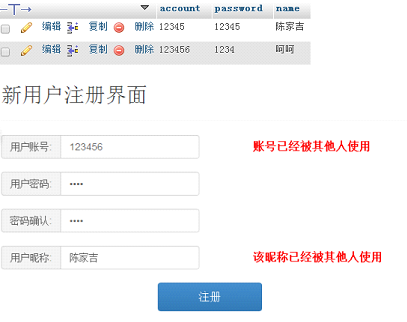 ←T→ account password name
编辑 复制 删除 12345 12345 陈家吉
编辑 复制 删除 123456 1234 呵呵
新用户注册界面
用户账号: 123456 账号已经被其他人使用
用户密码: ••••
密码确认: ••••
用户昵称: 陈家吉 该昵称已经被其他人使用
注册